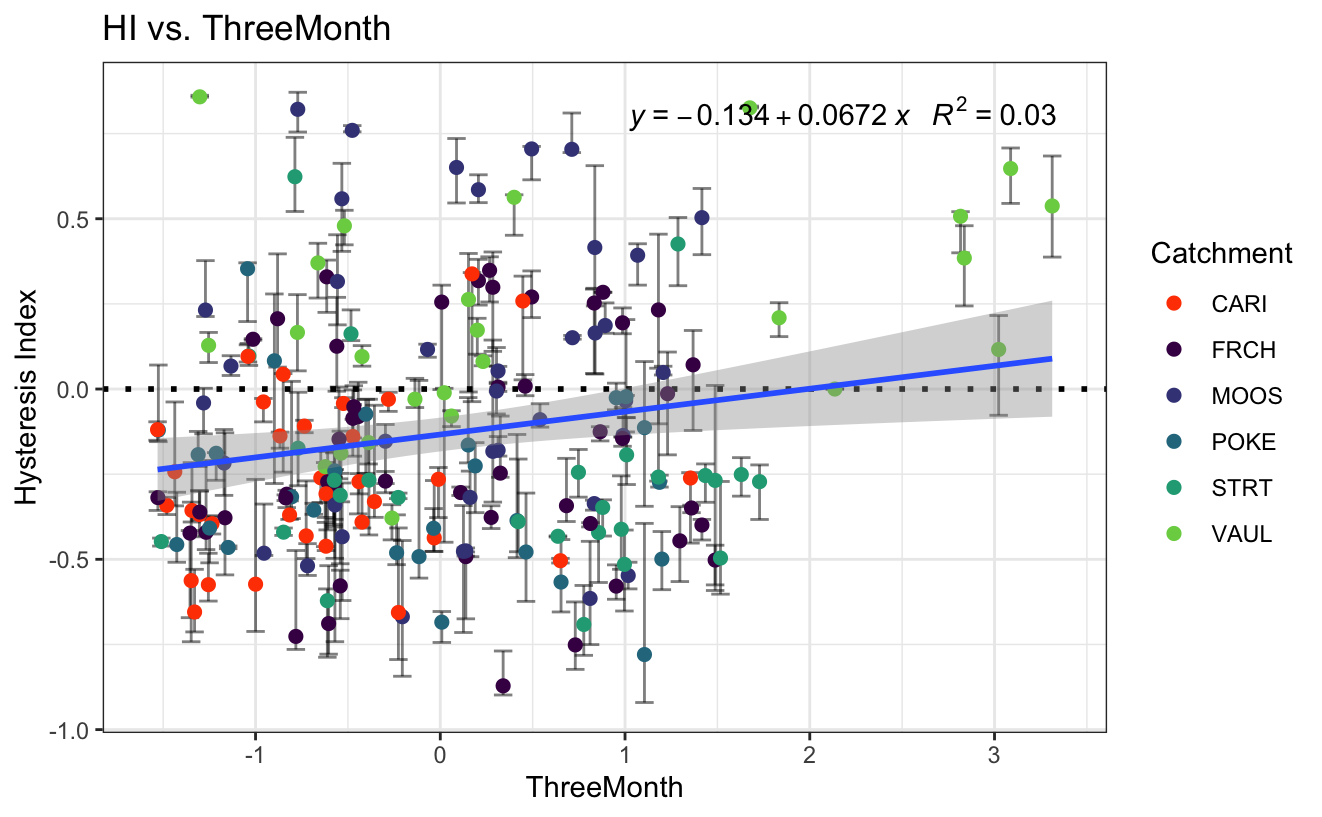 HI vs. ThreeMonth
y = −0.134 + 0.0672 x R² = 0.03
0.5
0.0
-0.5
-1.0
Hysteresis Index
-1 0 1 2 3
ThreeMonth
Catchment
CARI
FRCH
MOOS
POKE
STRT
VAUL